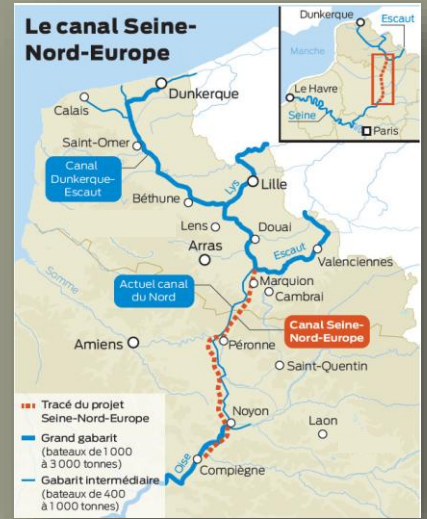 Le canal Seine-
Nord-Europe
Dunkerque
Escaut
Manche
Le Havre
Seine
Paris
Dunkerque
Calais
Saint-Omer
Canal
Dunkerque-
Escaut
Lys
Lille
Béthune
Lens
Douai
Arras
Escaut
Valenciennes
Somme
Actuel canal
du Nord
Marquion
Cambrai
Canal Seine-
Nord-Europe
Amiens
Péronne
Saint-Quentin
Tracé du projet
Seine-Nord-Europe
Noyon
Laon
Grand gabarit
(bateaux de 1 000
à 3 000 tonnes)
Oise
Compiègne
Gabarit intermédiaire
(bateaux de 400
à 1 000 tonnes)